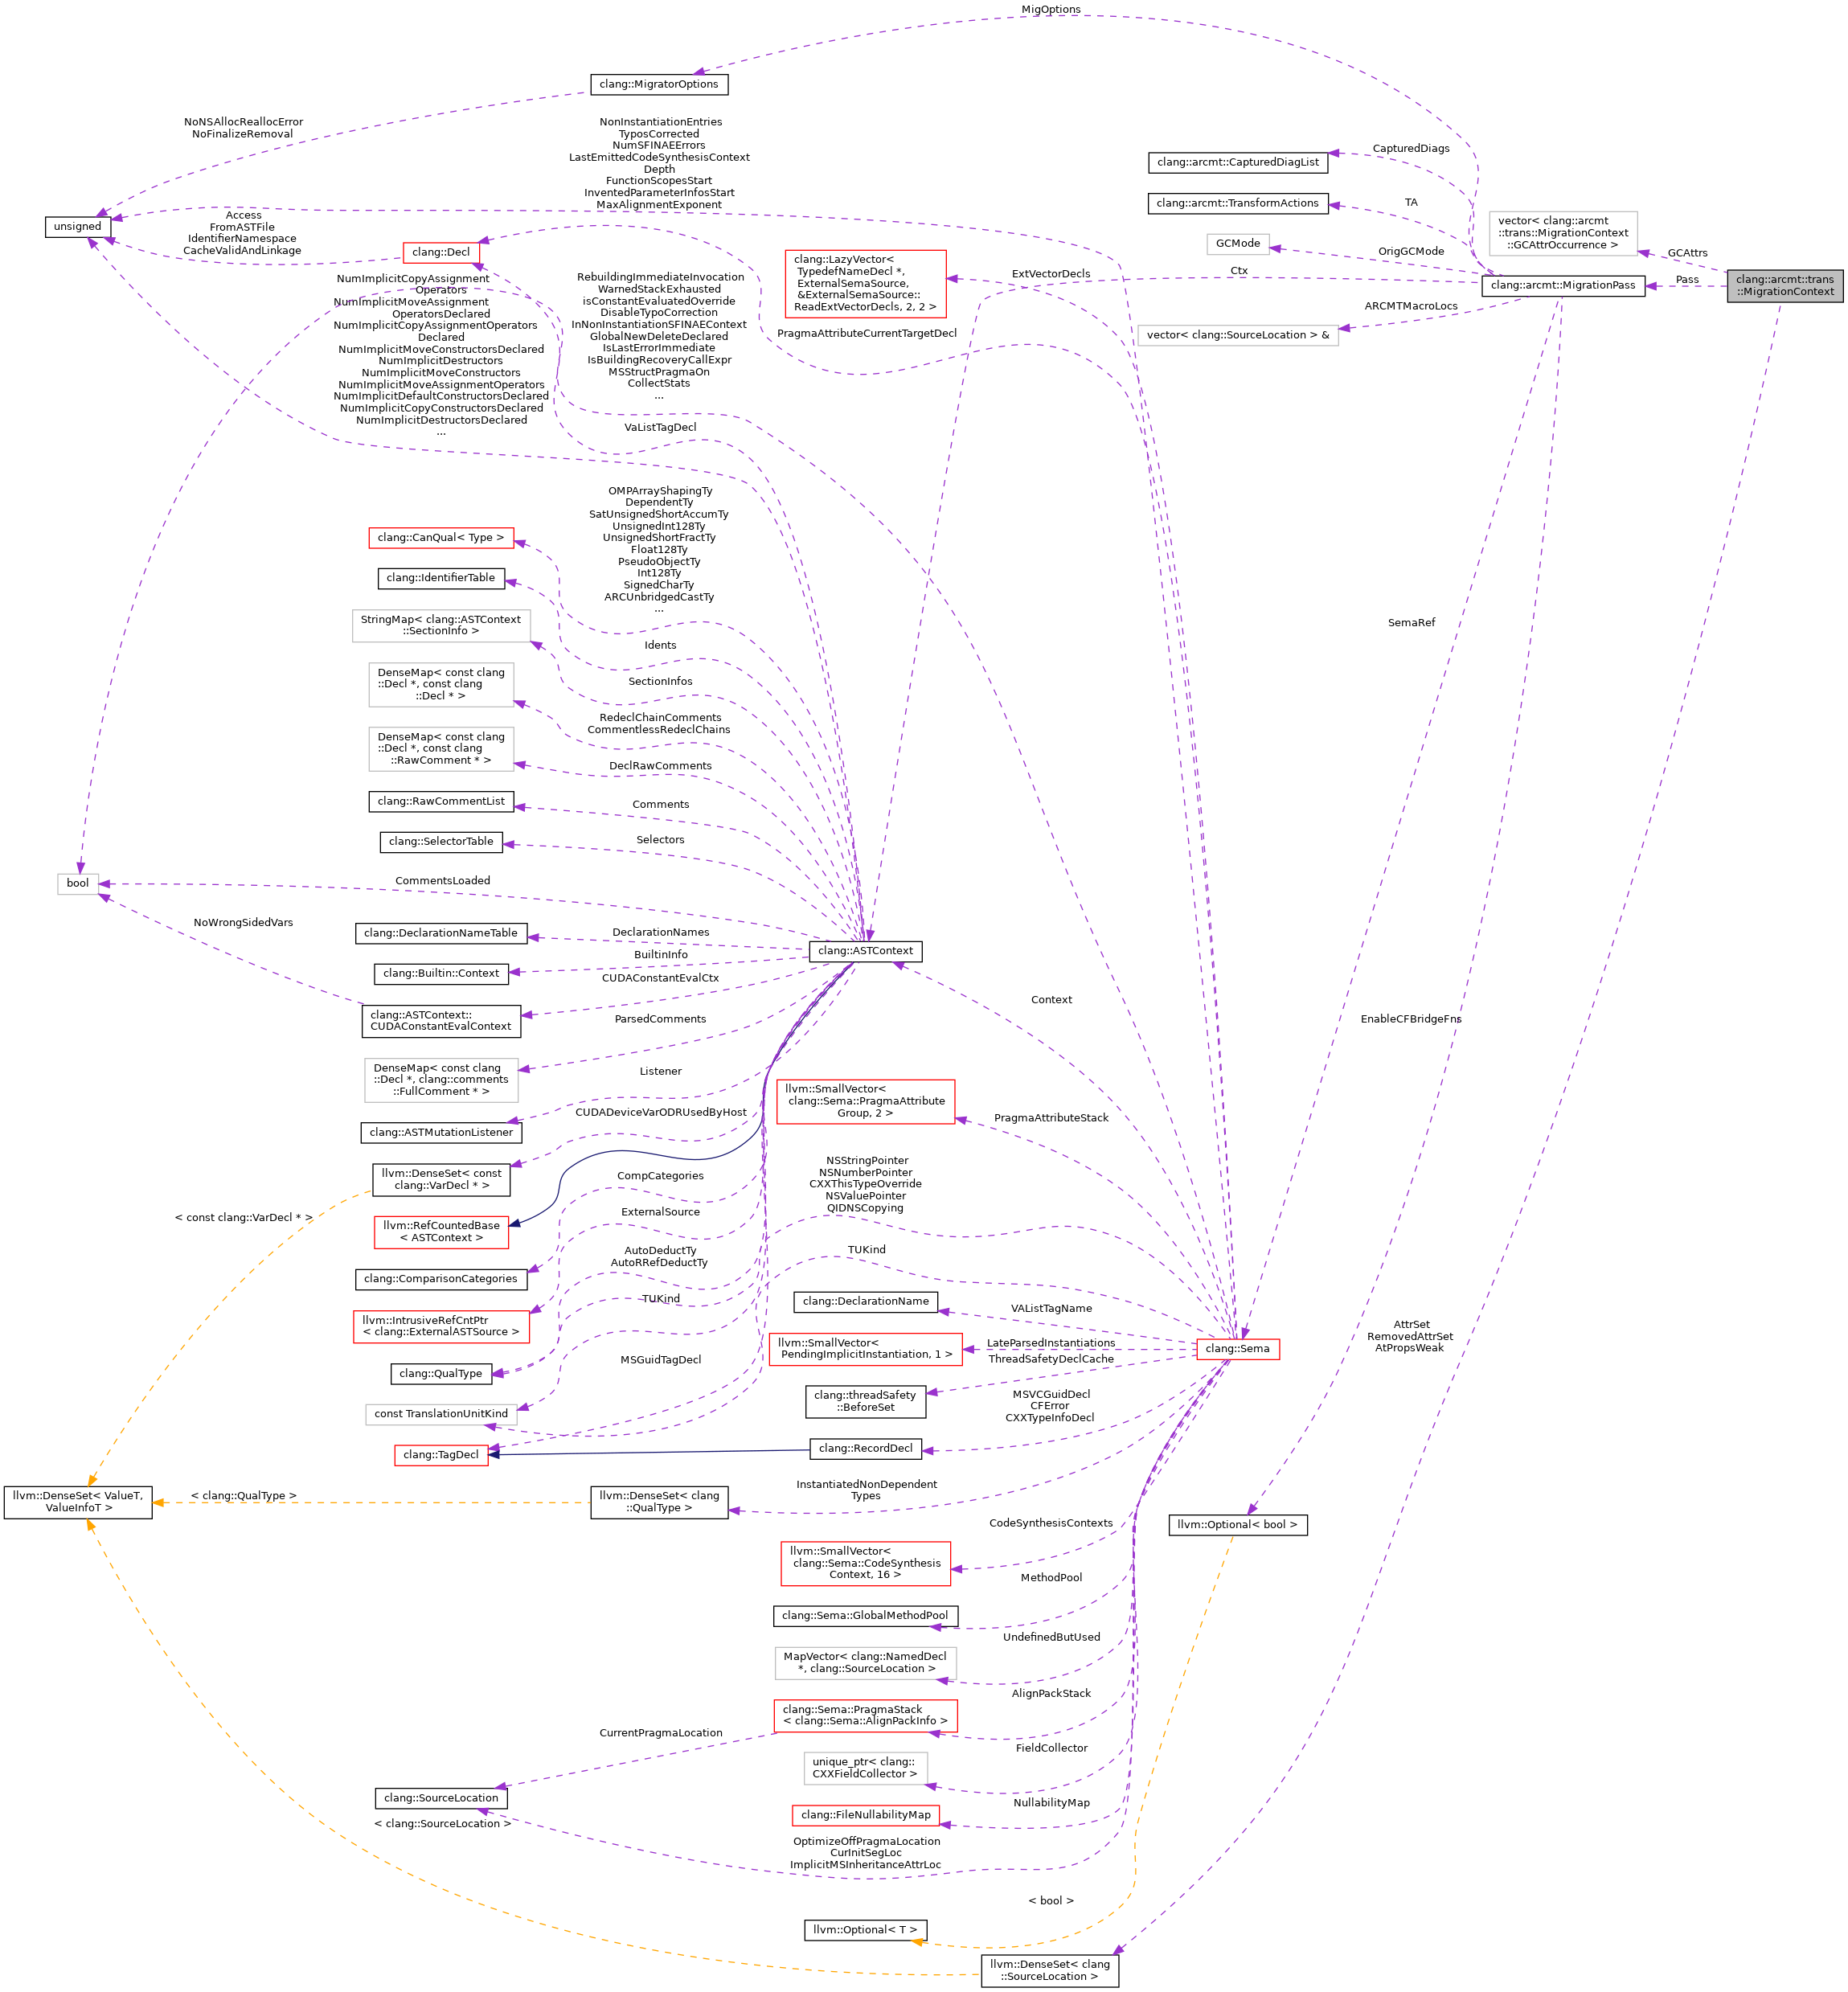 MigOptions
clang::MigratorOptions
NoNSAllocReallocError
NoFinalizeRemoval
NonInstantiationEntries
TyposCorrected
NumSFINAEErrors
LastEmittedCodeSynthesisContext
Depth
FunctionScopesStart
InventedParameterInfosStart
MaxAlignmentExponent
CapturedDiags
clang::arcmt::CapturedDiagList
clang::arcmt::TransformActions
TA
unsigned
Access
FromASTFile
IdentifierNamespace
CacheValidAndLinkage
clang::Decl
GCMode
OrigGCMode
vector< clang::arcmt
::trans::MigrationContext
::GCAttrOccurrence >
GCAttrs
clang::LazyVector<
TypedefNameDecl *,
ExternalSemaSource,
&ExternalSemaSource::
ReadExtVectorDecls, 2, 2 >
ExtVectorDecls
Ctx
clang::arcmt::MigrationPass
Pass
clang::arcmt::trans
::MigrationContext
ARCMTMacroLocs
vector< clang::SourceLocation > &
PragmaAttributeCurrentTargetDecl
NumImplicitCopyAssignment
Operators
NumImplicitMoveAssignment
OperatorsDeclared
NumImplicitCopyAssignmentOperators
Declared
NumImplicitMoveConstructorsDeclared
NumImplicitDestructors
NumImplicitMoveConstructors
NumImplicitMoveAssignmentOperators
NumImplicitDefaultConstructorsDeclared
NumImplicitCopyConstructorsDeclared
NumImplicitDestructorsDeclared
...
RebuildingImmediateInvocation
WarnedStackExhausted
isConstantEvaluatedOverride
DisableTypoCorrection
InNonInstantiationSFINAEContext
GlobalNewDeleteDeclared
IsLastErrorImmediate
IsBuildingRecoveryCallExpr
MSStructPragmaOn
CollectStats
...
VaListTagDecl
OMPArrayShapingTy
DependentTy
SatUnsignedShortAccumTy
UnsignedInt128Ty
UnsignedShortFractTy
Float128Ty
PseudoObjectTy
Int128Ty
SignedCharTy
ARCUnbridgedCastTy
...
clang::CanQual< Type >
clang::IdentifierTable
StringMap< clang::ASTContext
::SectionInfo >
Idents
SemaRef
SectionInfos
DenseMap< const clang
::Decl *, const clang
::Decl * >
RedeclChainComments
CommentlessRedeclChains
DenseMap< const clang
::Decl *, const clang
::RawComment * >
DeclRawComments
clang::RawCommentList
Comments
clang::SelectorTable
Selectors
bool
CommentsLoaded
NoWrongSidedVars
clang::DeclarationNameTable
DeclarationNames
clang::ASTContext
BuiltinInfo
clang::Builtin::Context
CUDAConstantEvalCtx
clang::ASTContext::
CUDAConstantEvalContext
ParsedComments
Context
EnableCFBridgeFns
DenseMap< const clang
::Decl *, clang::comments
::FullComment * >
Listener
clang::ASTMutationListener
CUDADeviceVarODRUsedByHost
llvm::SmallVector<
clang::Sema::PragmaAttribute
Group, 2 >
PragmaAttributeStack
llvm::DenseSet< const
clang::VarDecl * >
CompCategories
NSStringPointer
NSNumberPointer
CXXThisTypeOverride
NSValuePointer
QIDNSCopying
< const clang::VarDecl * >
ExternalSource
llvm::RefCountedBase
< ASTContext >
AutoDeductTy
AutoRRefDeductTy
TUKind
clang::ComparisonCategories
TUKind
clang::DeclarationName
VAListTagName
llvm::IntrusiveRefCntPtr
< clang::ExternalASTSource >
llvm::SmallVector<
PendingImplicitInstantiation, 1 >
LateParsedInstantiations
clang::Sema
AttrSet
RemovedAttrSet
AtPropsWeak
MSGuidTagDecl
ThreadSafetyDeclCache
clang::QualType
clang::threadSafety
::BeforeSet
MSVCGuidDecl
CFError
CXXTypeInfoDecl
const TranslationUnitKind
clang::TagDecl
clang::RecordDecl
InstantiatedNonDependent
Types
llvm::DenseSet< ValueT,
ValueInfoT >
< clang::QualType >
llvm::DenseSet< clang
::QualType >
CodeSynthesisContexts
llvm::Optional< bool >
llvm::SmallVector<
clang::Sema::CodeSynthesis
Context, 16 >
MethodPool
clang::Sema::GlobalMethodPool
UndefinedButUsed
MapVector< clang::NamedDecl
*, clang::SourceLocation >
AlignPackStack
clang::Sema::PragmaStack
< clang::Sema::AlignPackInfo >
CurrentPragmaLocation
FieldCollector
unique_ptr< clang::
CXXFieldCollector >
clang::SourceLocation
NullabilityMap
clang::FileNullabilityMap
< clang::SourceLocation >
OptimizeOffPragmaLocation
CurInitSegLoc
ImplicitMSInheritanceAttrLoc
< bool >
llvm::Optional< T >
llvm::DenseSet< clang
::SourceLocation >